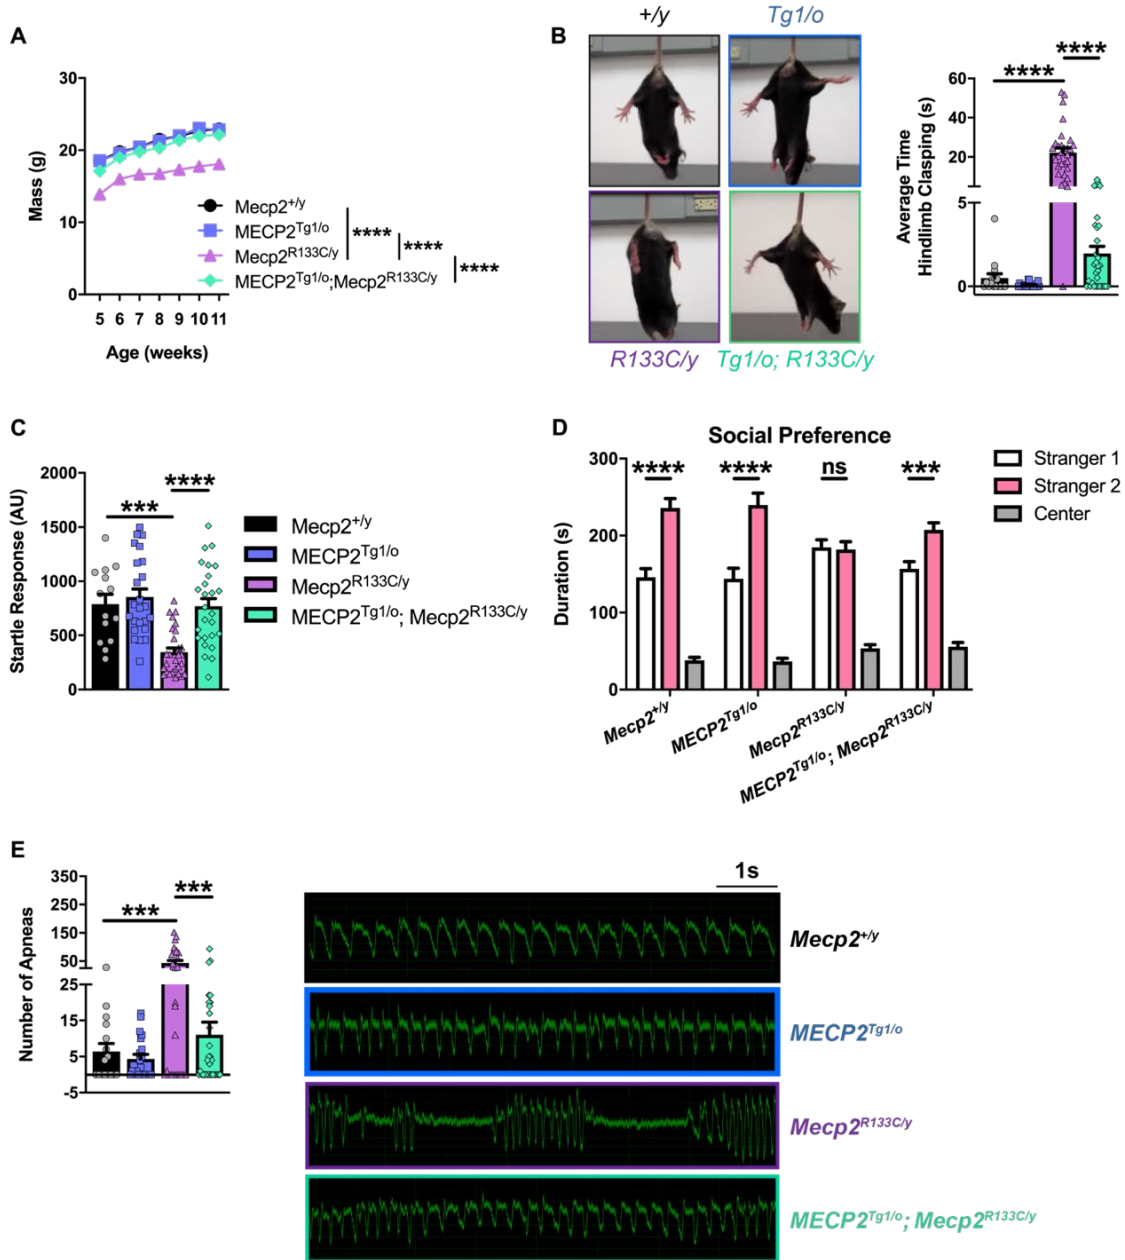 A
30
20
10
0
Mass (g)
5 6 7 8 9 10 11
Age (weeks)
Mecp2+/y
MECP2Tg1/o
Mecp2R133C/y
MECP2Tg1/o;Mecp2R133C/y
****
****
****
B
+/y
Tg1/o
R133C/y
Tg1/o; R133C/y
Average Time
Hindlimb Clasping (s)
60
40
20
5
0
****
****
C
Startle Response (AU)
2000
1500
1000
500
0
***
****
Mecp2+/y
MECP2Tg1/o
Mecp2R133C/y
MECP2Tg1/o; Mecp2R133C/y
D
Social Preference
Duration (s)
300
200
100
0
****
****
ns
***
Mecp2+/y
MECP2Tg1/o
Mecp2R133C/y
MECP2Tg1/o; Mecp2R133C/y
Stranger 1
Stranger 2
Center
E
Number of Apneas
350
250
150
50
25
15
5
-5
***
***
1s
Mecp2+/y
MECP2Tg1/o
Mecp2R133C/y
MECP2Tg1/o; Mecp2R133C/y